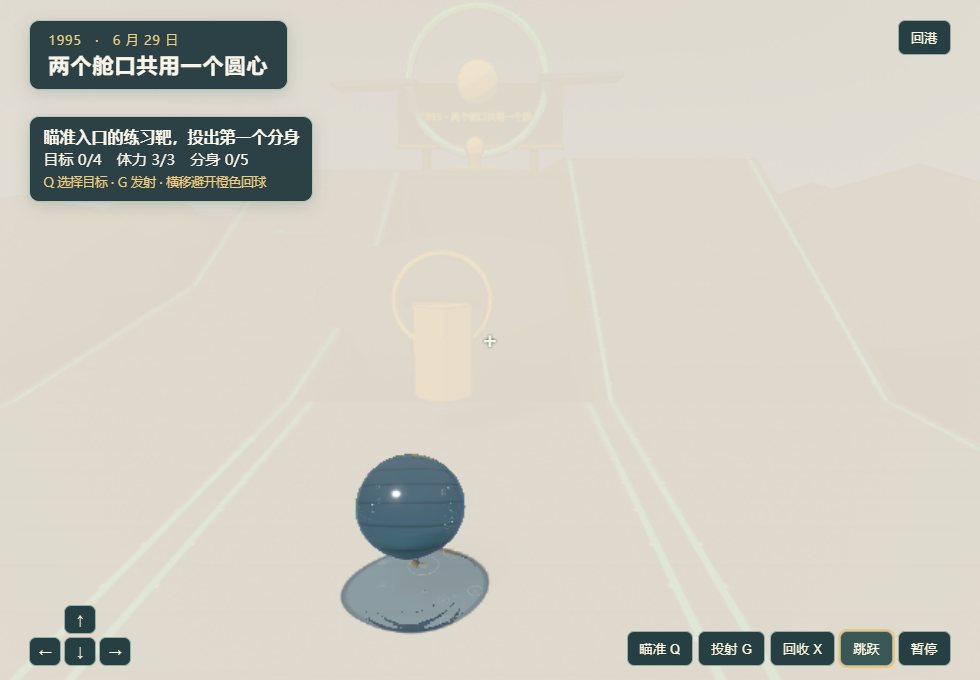 1995 · 6 月 29 日
两个舱口共用一个圆心
回港
瞄准入口的练习靶，投出第一个分身
目标 0/4 体力 3/3 分身 0/5
Q 选择目标 · G 发射 · 横移避开橙色回球
↑
← ↓ →
瞄准 Q 投射 G 回收 X 跳跃 暂停